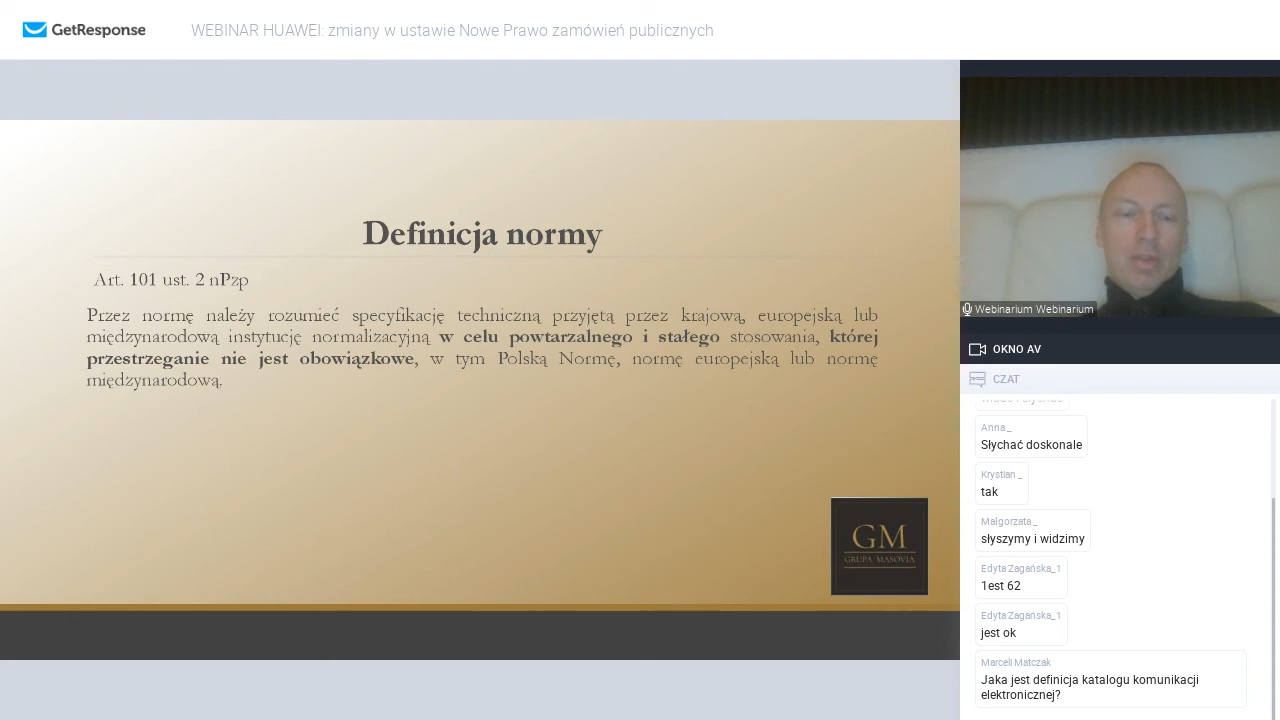 GetResponse
WEBINAR HUAWEI: zmiany w ustawie Nowe Prawo zamówień publicznych
Definicja normy
Art. 101 ust. 2 nPzp
Przez normę należy rozumieć specyfikację techniczną przyjętą przez krajową, europejską lub
międzynarodową instytucję normalizacyjną w celu powtarzalnego i stałego stosowania, której
przestrzeganie nie jest obowiązkowe, w tym Polską Normę, normę europejską lub normę
międzynarodową.
GM
GRUPA MASOVIA
Webinarium Webinarium
OKNO AV
CZAT
Anna _
Słychać doskonale
Krystian _
tak
Małgorzata _
słyszymy i widzimy
Edyta Zagańska_1
1est 62
Edyta Zagańska_1
jest ok
Marceli Matczak
Jaka jest definicja katalogu komunikacji
elektronicznej?